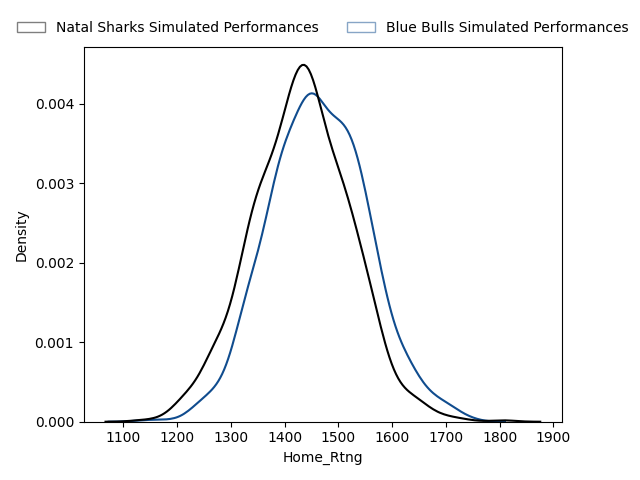 Natal Sharks Simulated Performances Blue Bulls Simulated Performances
0.004
0.003
0.002
0.001
0.000
Density
1100 1200 1300 1400 1500 1600 1700 1800 1900
Home_Rtng